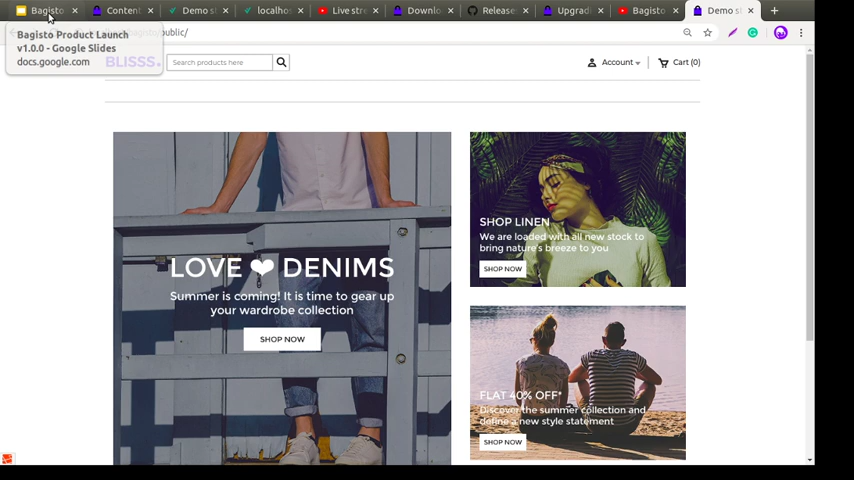 Bagisto
Content
Demo st
localhos
Live stre
Downlo
Release
Upgradi
Bagisto
Demo st
Bagisto Product Launch
v1.0.0 - Google Slides
docs.google.com
public/
BLISSS.
Search products here
Account
Cart (0)
LOVE ❤ DENIMS
Summer is coming! It is time to gear up
your wardrobe collection
SHOP NOW
SHOP LINEN
We are loaded with all new stock to
bring nature's breeze to you
SHOP NOW
FLAT 40% OFF*
Discover the summer collection and
define a new style statement
SHOP NOW